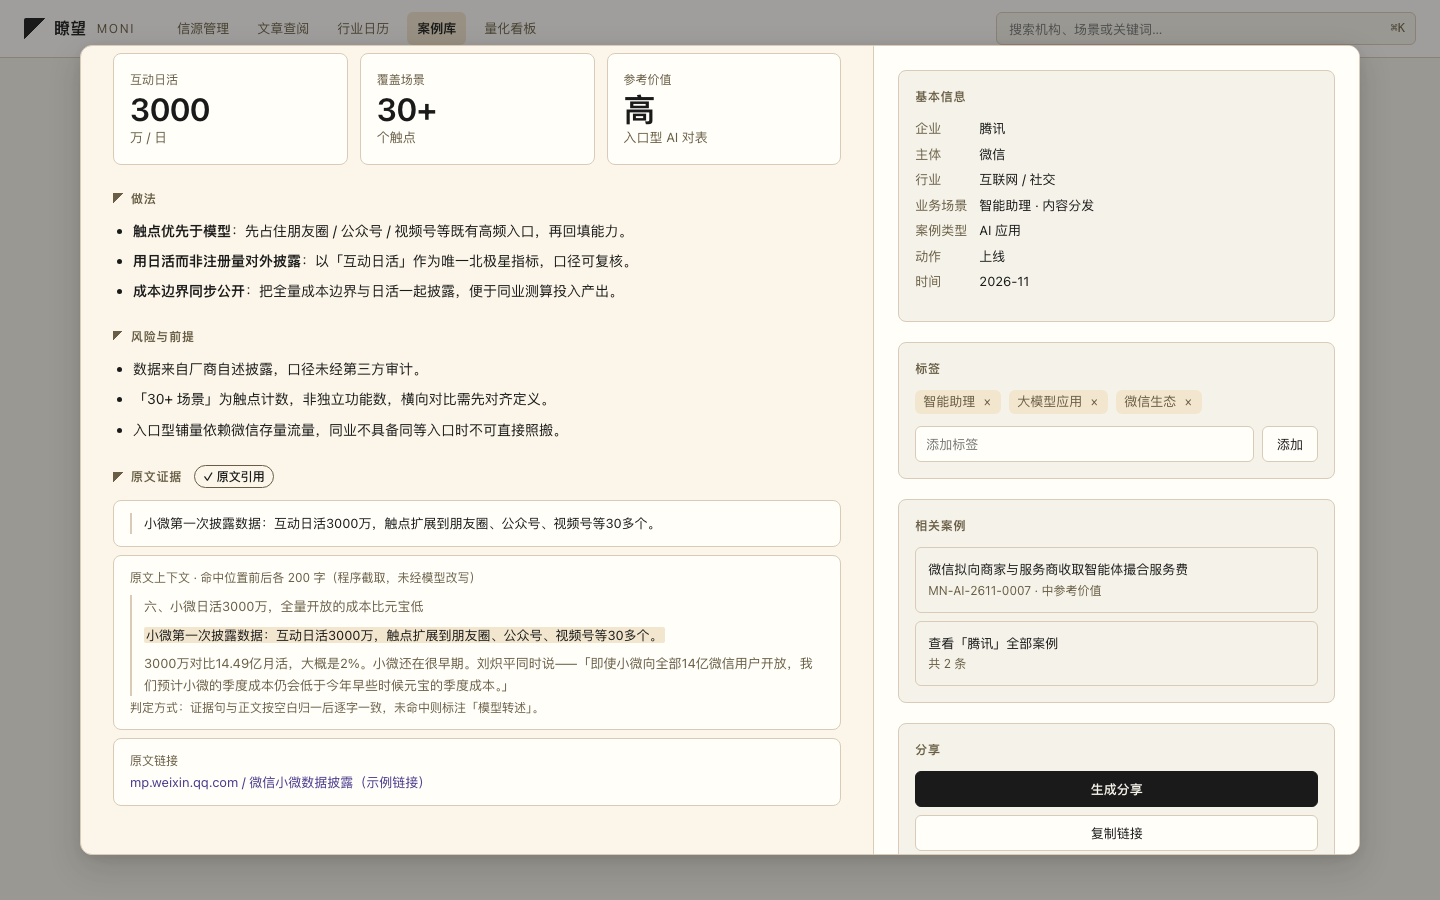 瞭望 MONI 信源管理 文章查阅 行业日历 案例库 量化看板 搜索机构、场景或关键词... ⌘K
互动日活
3000
万 / 日
覆盖场景
30+
个触点
参考价值
高
入口型 AI 对表
做法
触点优先于模型：先占住朋友圈 / 公众号 / 视频号等既有高频入口，再回填能力。
用日活而非注册量对外披露：以「互动日活」作为唯一北极星指标，口径可复核。
成本边界同步公开：把全量成本边界与日活一起披露，便于同业测算投入产出。
风险与前提
数据来自厂商自述披露，口径未经第三方审计。
「30+ 场景」为触点计数，非独立功能数，横向对比需先对齐定义。
入口型铺量依赖微信存量流量，同业不具备同等入口时不可直接照搬。
原文证据 ✓ 原文引用
小微第一次披露数据：互动日活3000万，触点扩展到朋友圈、公众号、视频号等30多个。
原文上下文 · 命中位置前后各 200 字（程序截取，未经模型改写）
六、小微日活3000万，全量开放的成本比元宝低
小微第一次披露数据：互动日活3000万，触点扩展到朋友圈、公众号、视频号等30多个。
3000万对比14.49亿月活，大概是2%。小微还在很早期。刘炽平同时说——「即使小微向全部14亿微信用户开放，我
们预计小微的季度成本仍会低于今年早些时候元宝的季度成本。」
判定方式：证据句与正文按空白归一后逐字一致，未命中则标注「模型转述」。
原文链接
mp.weixin.qq.com / 微信小微数据披露（示例链接）
基本信息
企业 腾讯
主体 微信
行业 互联网 / 社交
业务场景 智能助理 · 内容分发
案例类型 AI 应用
动作 上线
时间 2026-11
标签
智能助理 × 大模型应用 × 微信生态 ×
添加标签 添加
相关案例
微信拟向商家与服务商收取智能体撮合服务费
MN-AI-2611-0007 · 中参考价值
查看「腾讯」全部案例
共 2 条
分享
生成分享
复制链接